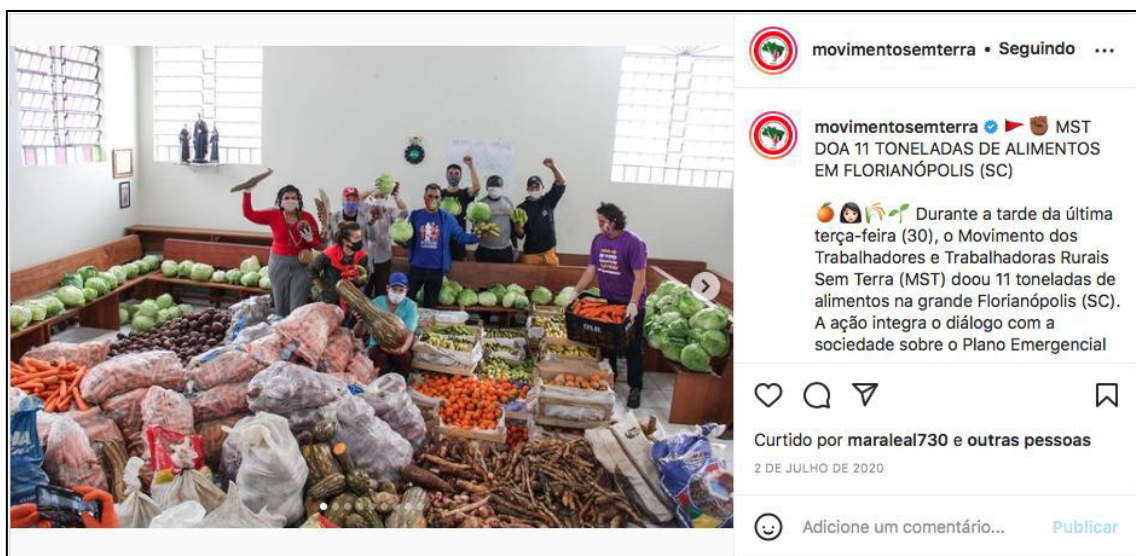 movimentosemterra • Seguindo ...
movimentosemterra MST
DOA 11 TONELADAS DE ALIMENTOS
EM FLORIANÓPOLIS (SC)
Durante a tarde da última
terça-feira (30), o Movimento dos
Trabalhadores e Trabalhadoras Rurais
Sem Terra (MST) doou 11 toneladas de
alimentos na grande Florianópolis (SC).
A ação integra o diálogo com a
sociedade sobre o Plano Emergencial
Curtido por maraleal730 e outras pessoas
2 DE JULHO DE 2020
Adicione um comentário... Publicar